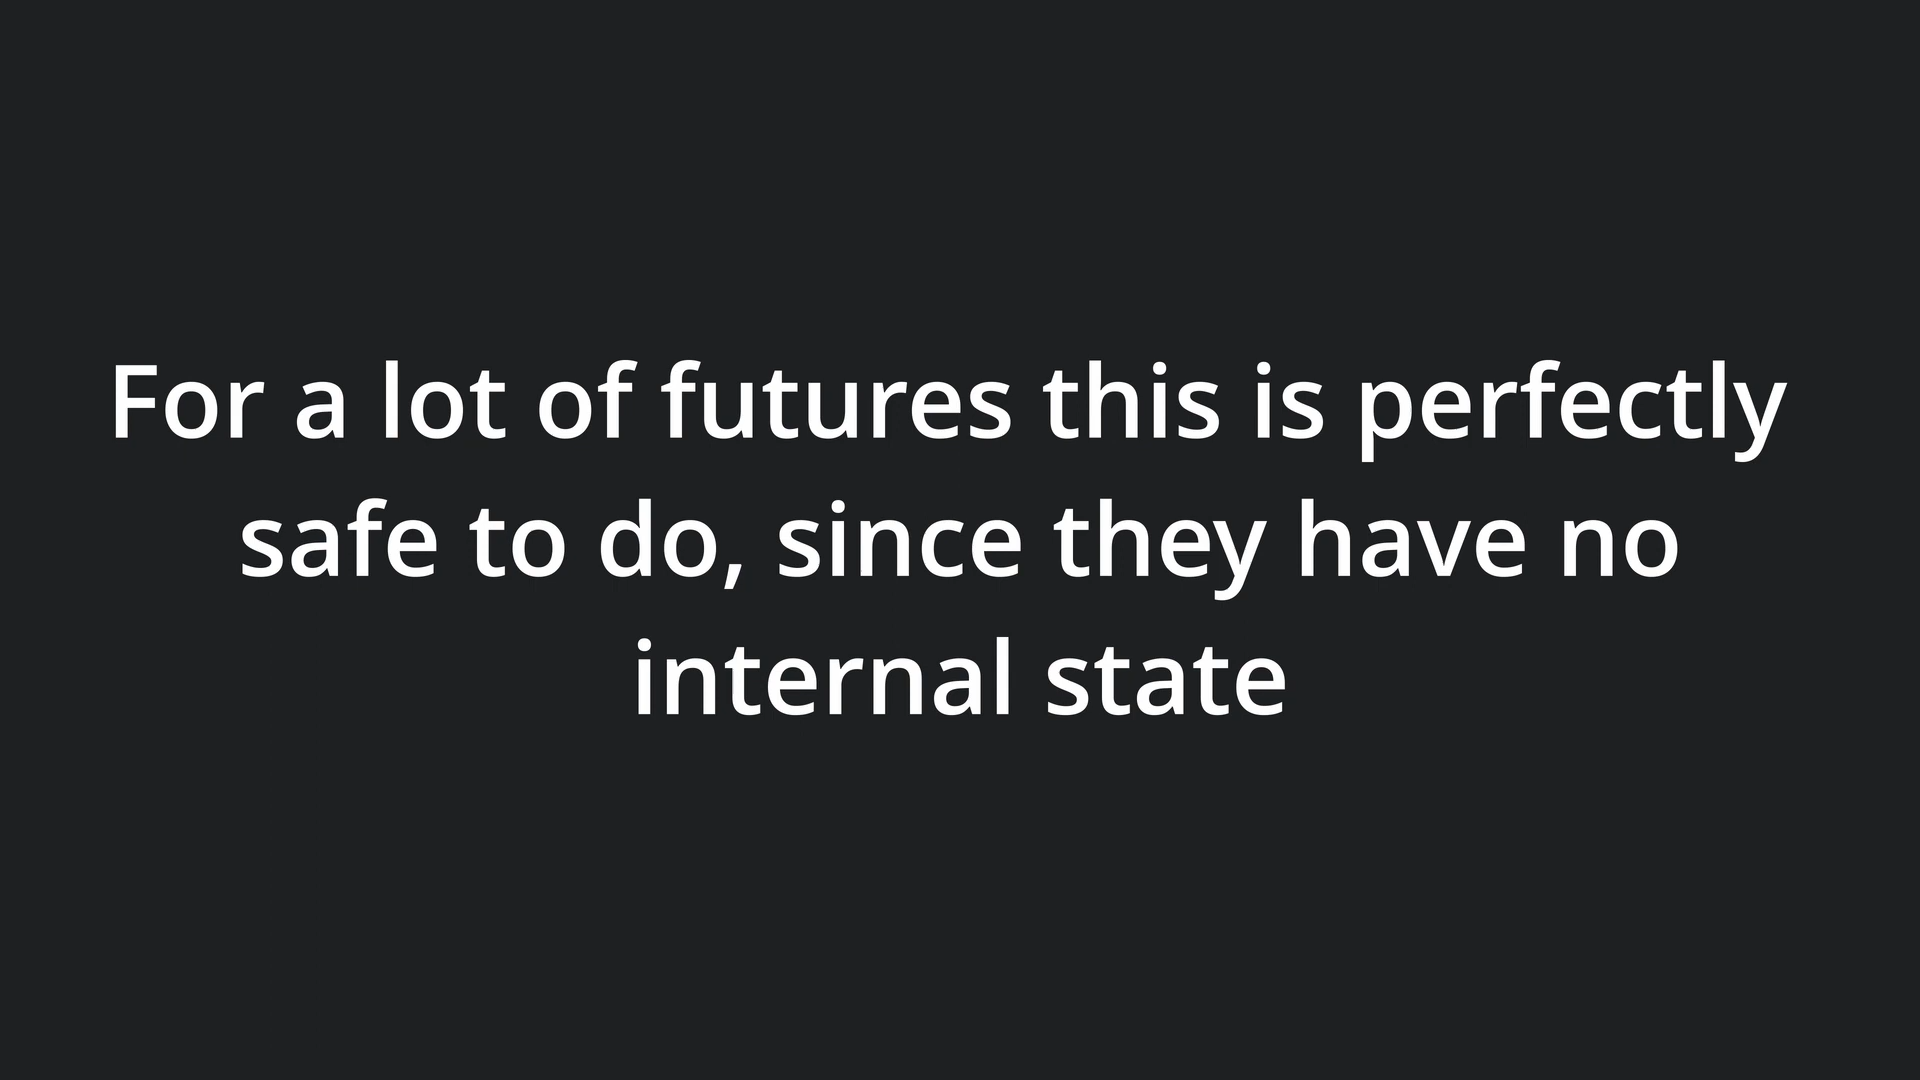 For a lot of futures this is perfectly
safe to do, since they have no
internal state